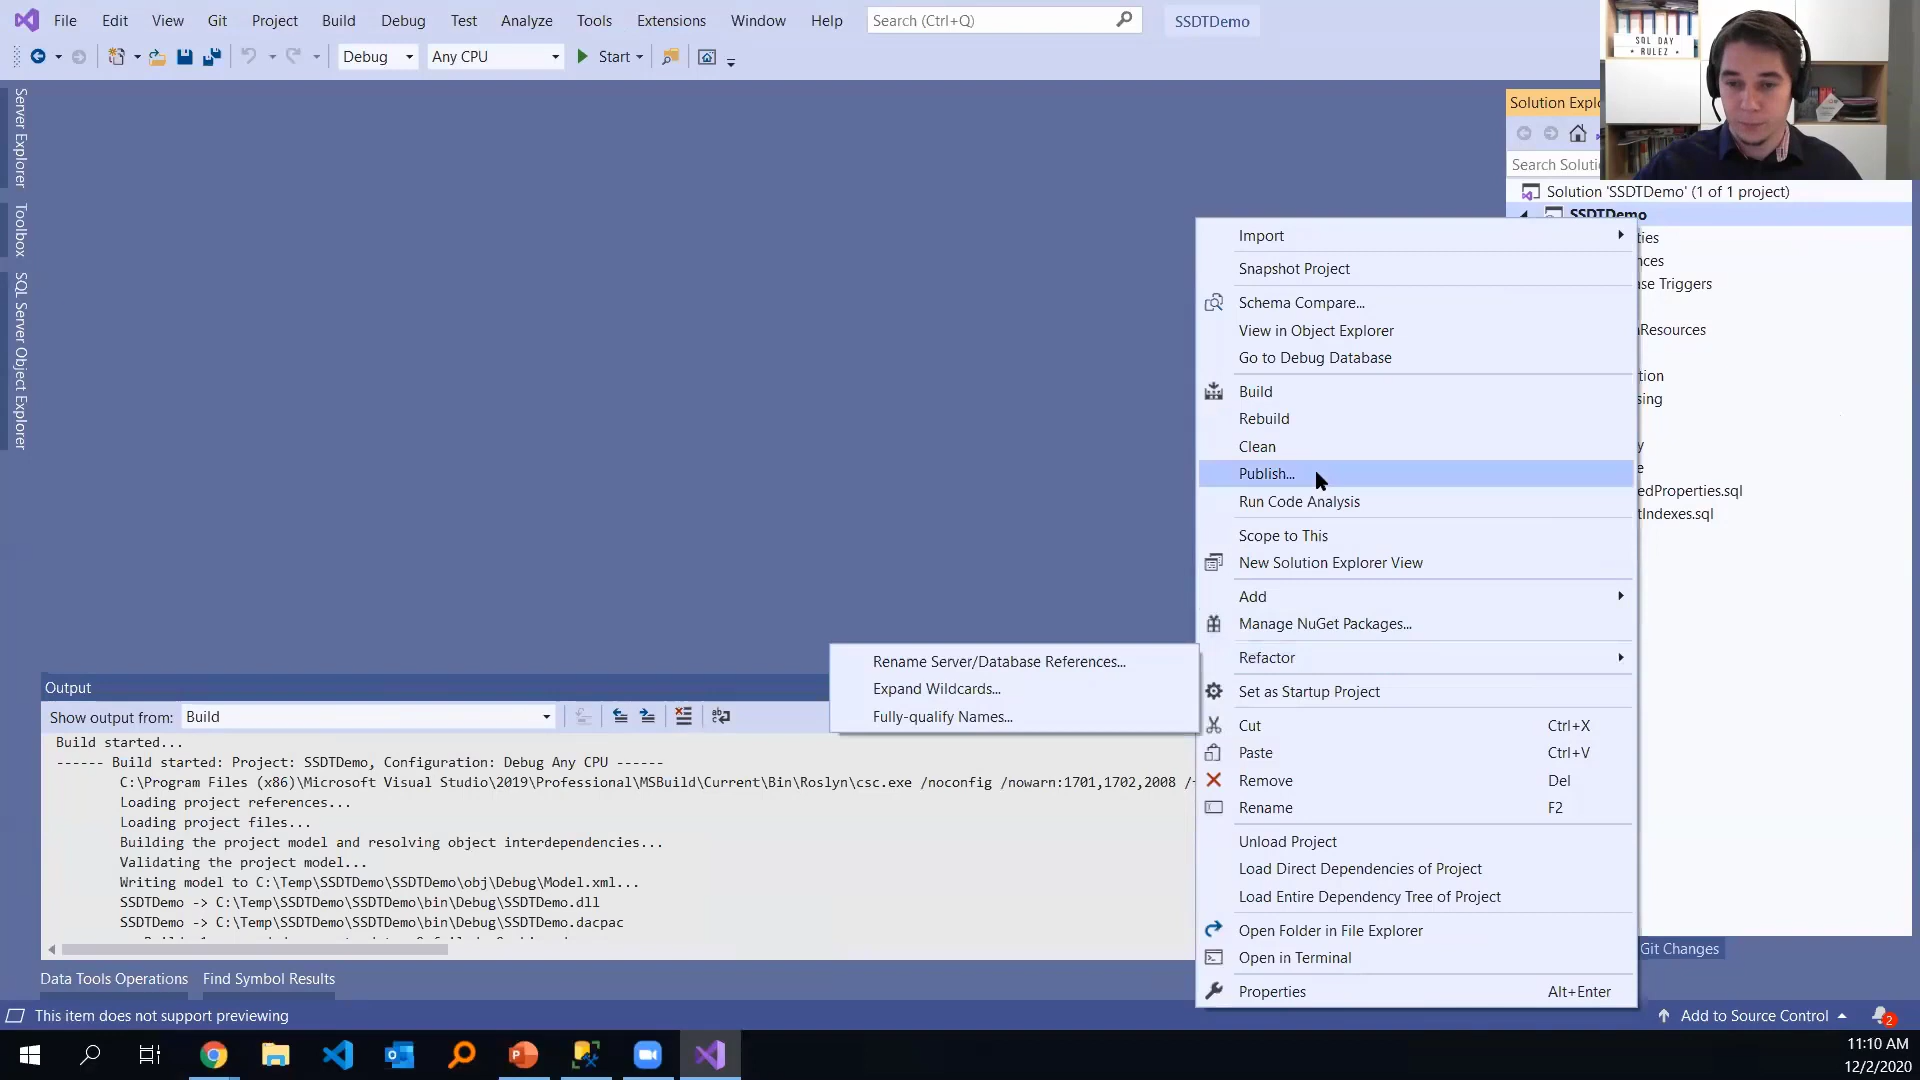 File Edit View Git Project Build Debug Test Analyze Tools Extensions Window Help Search (Ctrl+Q) SSDTDemo
Debug Any CPU Start
SQL DAY
* RULEZ *
Server Explorer
Toolbox
SQL Server Object Explorer
Solution Explo
Search Soluti
Solution 'SSDTDemo' (1 of 1 project)
SSDTDemo
ties
nces
se Triggers
Resources
tion
sing
y
e
edProperties.sql
tIndexes.sql
Import
Snapshot Project
Schema Compare...
View in Object Explorer
Go to Debug Database
Build
Rebuild
Clean
Publish...
Run Code Analysis
Scope to This
New Solution Explorer View
Add
Manage NuGet Packages...
Refactor
Set as Startup Project
Cut Ctrl+X
Paste Ctrl+V
Remove Del
Rename F2
Unload Project
Load Direct Dependencies of Project
Load Entire Dependency Tree of Project
Open Folder in File Explorer
Open in Terminal
Properties Alt+Enter
Rename Server/Database References...
Expand Wildcards...
Fully-qualify Names...
Output
Show output from: Build
Build started...
------ Build started: Project: SSDTDemo, Configuration: Debug Any CPU ------
C:\Program Files (x86)\Microsoft Visual Studio\2019\Professional\MSBuild\Current\Bin\Roslyn\csc.exe /noconfig /nowarn:1701,1702,2008 /
Loading project references...
Loading project files...
Building the project model and resolving object interdependencies...
Validating the project model...
Writing model to C:\Temp\SSDTDemo\SSDTDemo\obj\Debug\Model.xml...
SSDTDemo -> C:\Temp\SSDTDemo\SSDTDemo\bin\Debug\SSDTDemo.dll
SSDTDemo -> C:\Temp\SSDTDemo\SSDTDemo\bin\Debug\SSDTDemo.dacpac
Git Changes
Data Tools Operations Find Symbol Results
This item does not support previewing
Add to Source Control 2
11:10 AM
12/2/2020